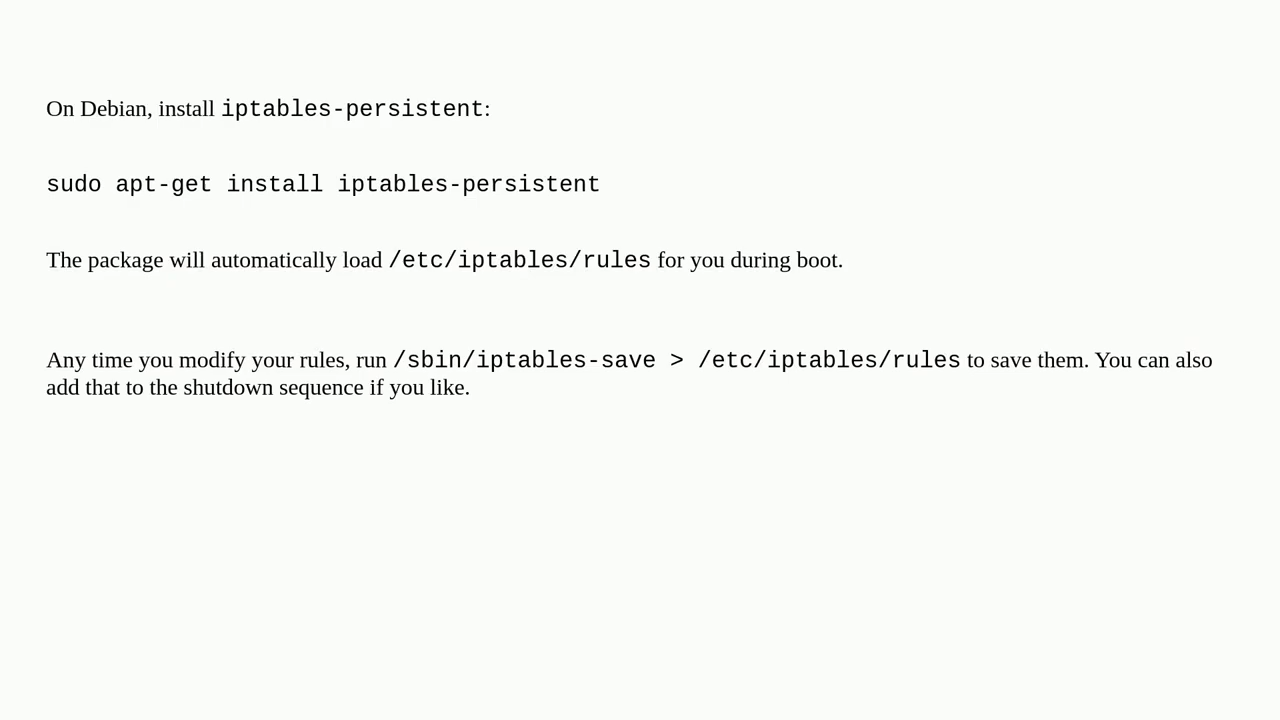 On Debian, install iptables-persistent:
sudo apt-get install iptables-persistent
The package will automatically load /etc/iptables/rules for you during boot.
Any time you modify your rules, run /sbin/iptables-save > /etc/iptables/rules to save them. You can also
add that to the shutdown sequence if you like.